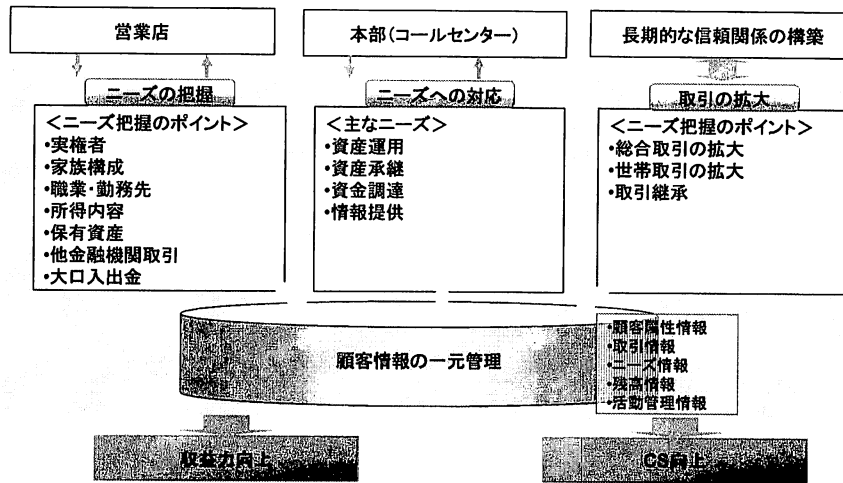 営業店
本部(コールセンター)
長期的な信頼関係の構築
ニーズの把握
ニーズへの対応
取引の拡大
＜ニーズ把握のポイント＞
•実権者
•家族構成
•職業・勤務先
•所得内容
•保有資産
•他金融機関取引
•大口入出金
＜主なニーズ＞
•資産運用
•資産承継
•資金調達
•情報提供
＜ニーズ把握のポイント＞
•総合取引の拡大
•世帯取引の拡大
•取引継承
顧客情報の一元管理
•顧客属性情報
•取引情報
•ニーズ情報
•残高情報
•活動管理情報
収益力向上
CS向上